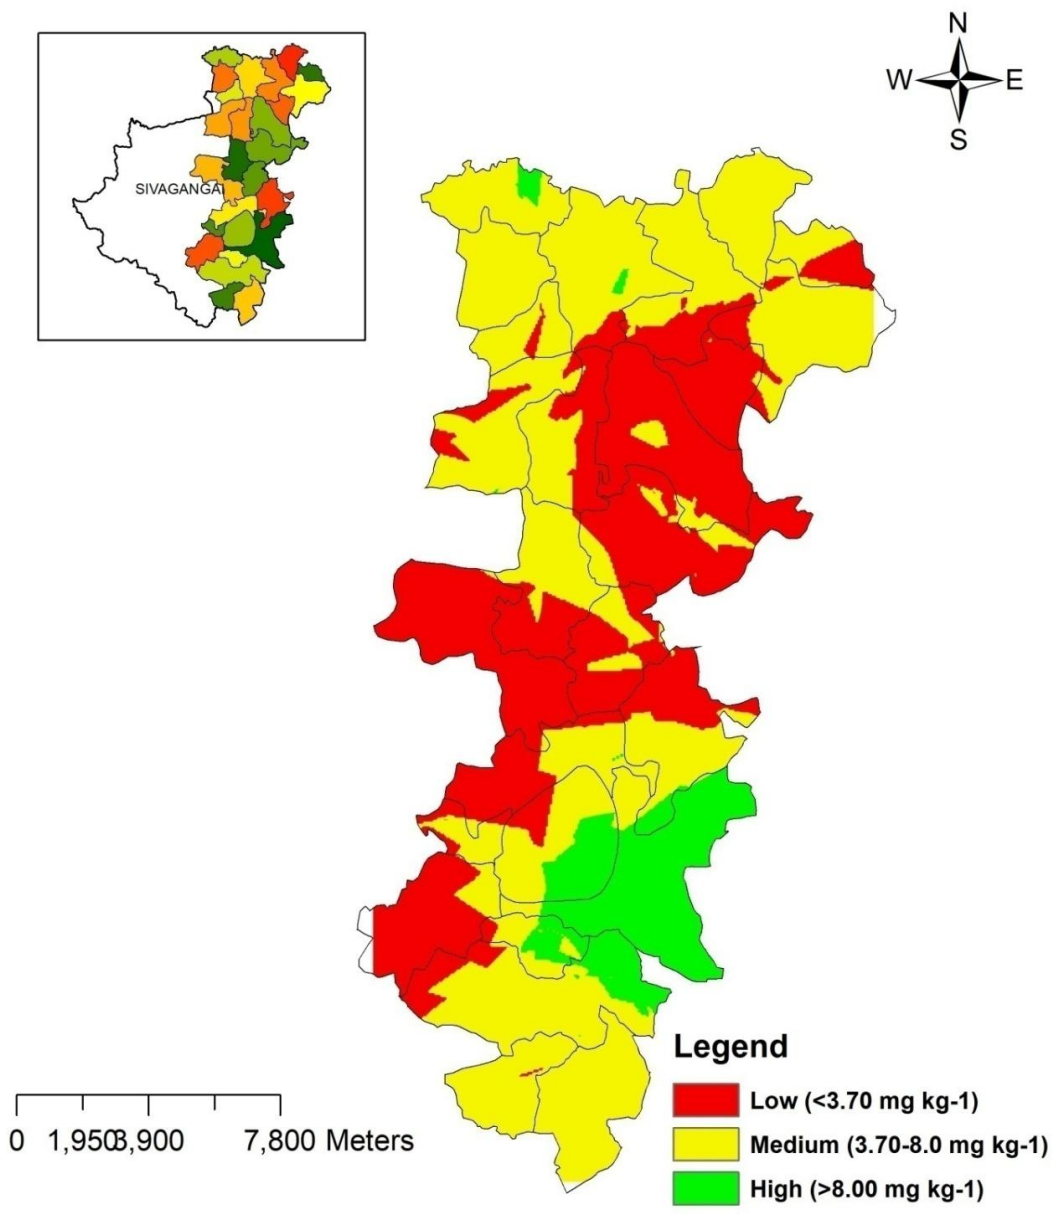 N
W E
S
SIVAGANGAI
Legend
Low (<3.70 mg kg-1)
Medium (3.70-8.0 mg kg-1)
High (>8.00 mg kg-1)
0 1,950 3,900 7,800 Meters